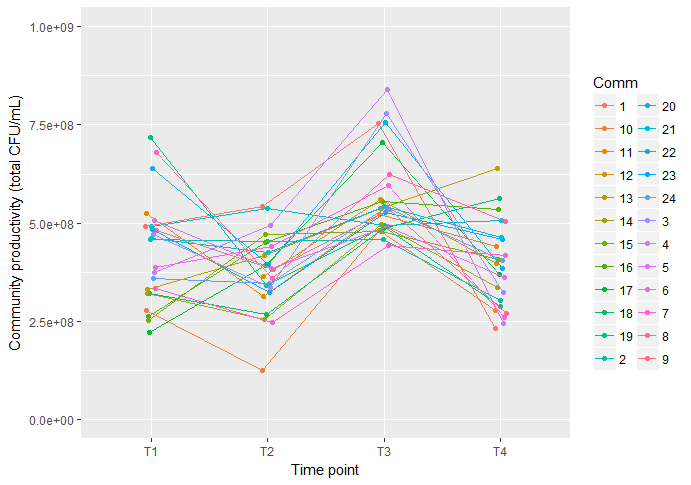 1.0e+09
7.5e+08
5.0e+08
2.5e+08
0.0e+00
Community productivity (total CFU/mL)
T1 T2 T3 T4
Time point
Comm
1 20
10 21
11 22
12 23
13 24
14 3
15 4
16 5
17 6
18 7
19 8
2 9